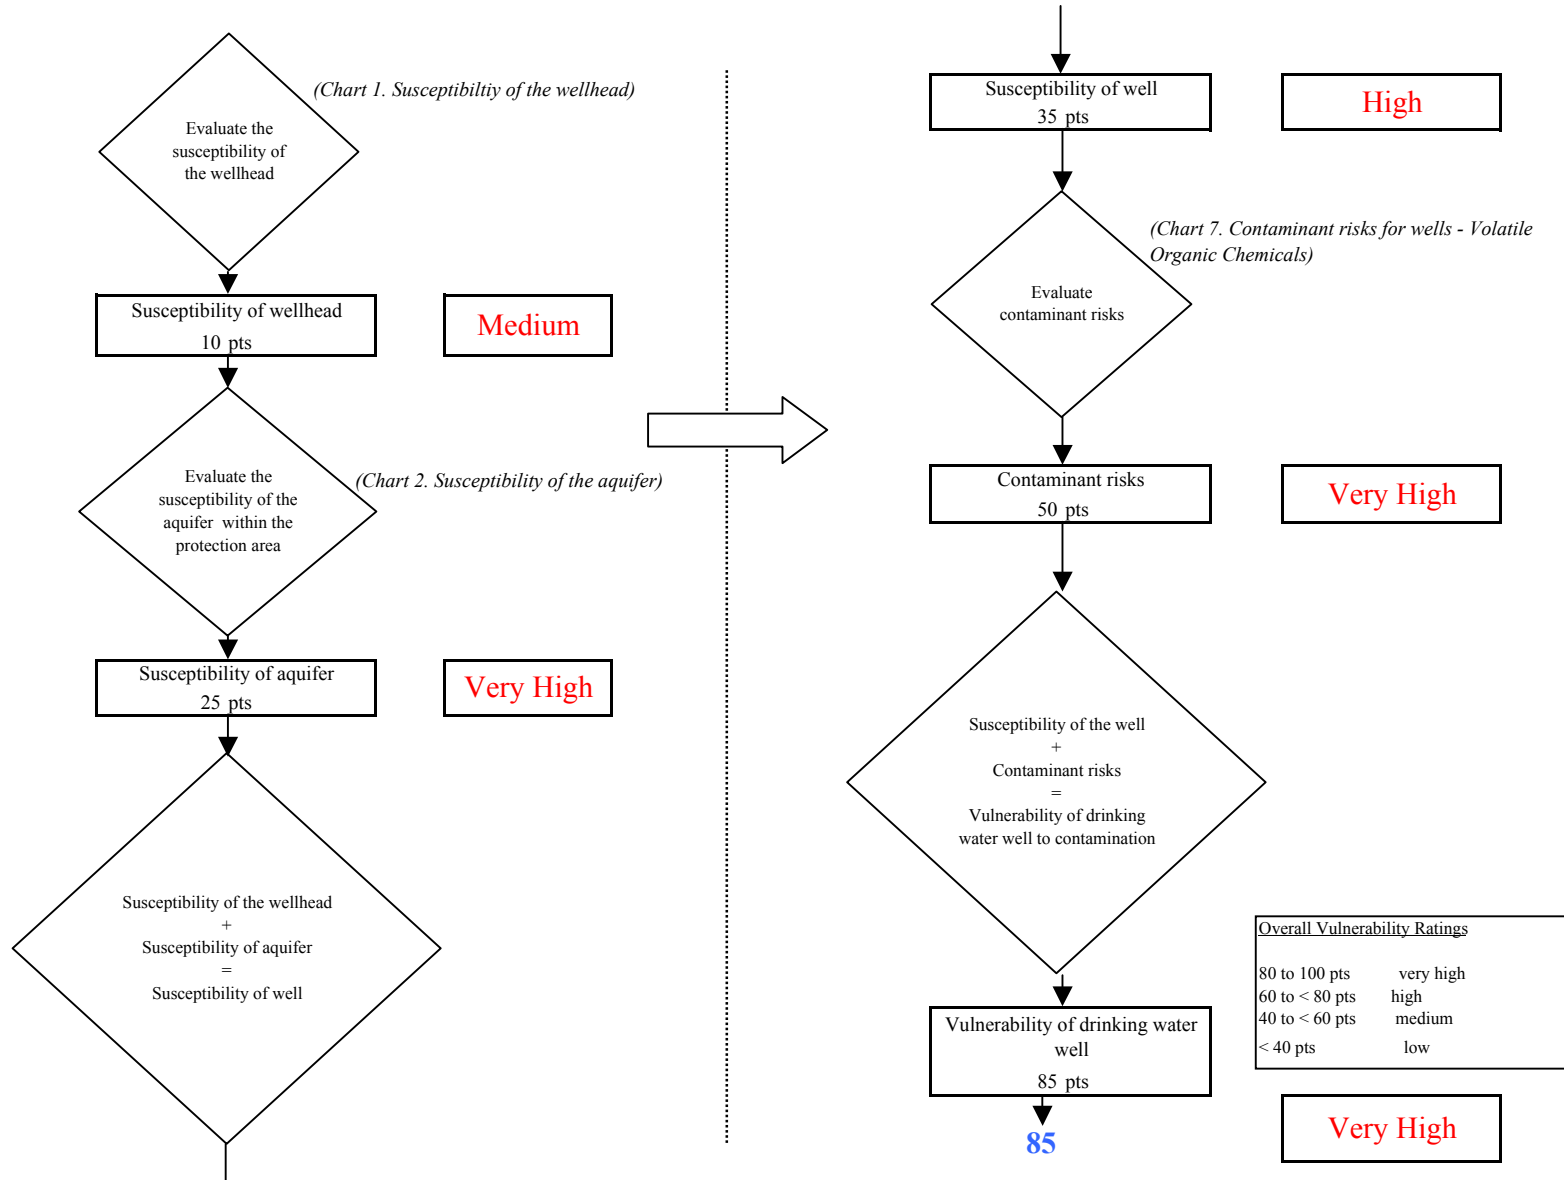 (Chart 1. Susceptibiltiy of the wellhead)
Evaluate the
susceptibility of
the wellhead
Susceptibility of wellhead
10 pts
Medium
Evaluate the
susceptibility of the
aquifer within the
protection area
(Chart 2. Susceptibility of the aquifer)
Susceptibility of aquifer
25 pts
Very High
Susceptibility of the wellhead
+
Susceptibility of aquifer
=
Susceptibility of well
Susceptibility of well
35 pts
High
(Chart 7. Contaminant risks for wells - Volatile
Organic Chemicals)
Evaluate
contaminant risks
Contaminant risks
50 pts
Very High
Susceptibility of the well
+
Contaminant risks
=
Vulnerability of drinking
water well to contamination
Overall Vulnerability Ratings
80 to 100 pts very high
60 to < 80 pts high
40 to < 60 pts medium
< 40 pts low
Vulnerability of drinking water
well
85 pts
85
Very High